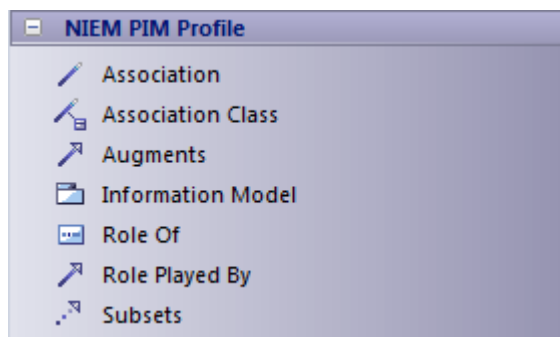 NIEM PIM Profile
Association
Association Class
Augments
Information Model
Role Of
Role Played By
Subsets